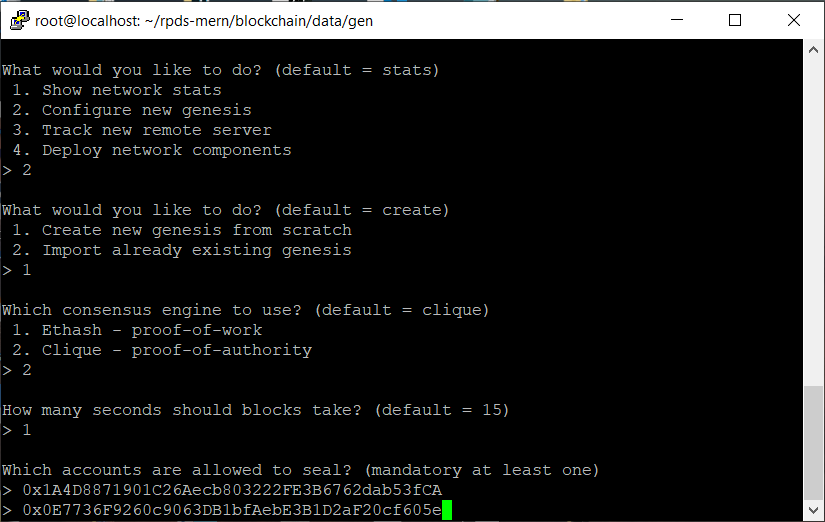 root@localhost: ~/rpds-mern/blockchain/data/gen
What would you like to do? (default = stats)
1. Show network stats
2. Configure new genesis
3. Track new remote server
4. Deploy network components
> 2
What would you like to do? (default = create)
1. Create new genesis from scratch
2. Import already existing genesis
> 1
Which consensus engine to use? (default = clique)
1. Ethash - proof-of-work
2. Clique - proof-of-authority
> 2
How many seconds should blocks take? (default = 15)
> 1
Which accounts are allowed to seal? (mandatory at least one)
> 0x1A4D8871901C26Aecb803222FE3B6762dab53fCA
> 0x0E7736F9260c9063DB1bfAebE3B1D2aF20cf605e